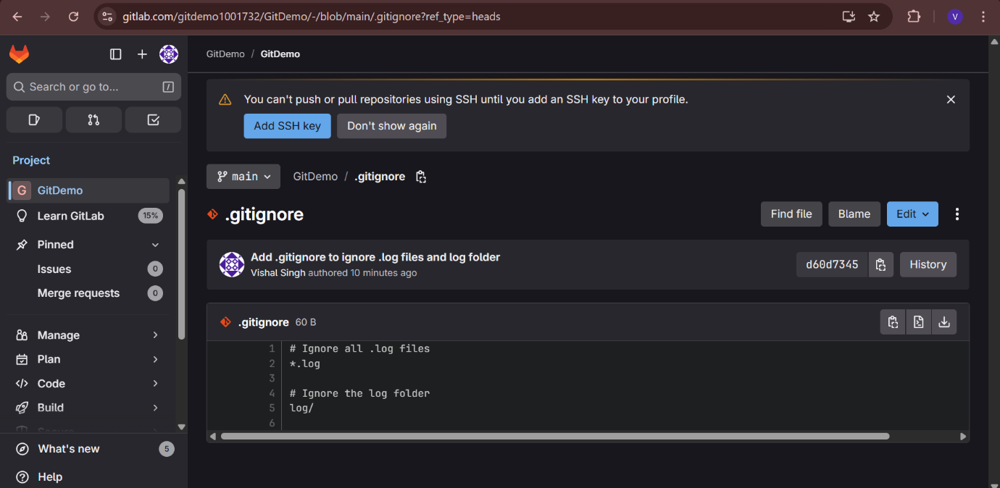 gitlab.com/gitdemo1001732/GitDemo/-/blob/main/.gitignore?ref_type=heads
V
Search or go to...
/
Project
G GitDemo
Learn GitLab 15%
Pinned
Issues 0
Merge requests 0
Manage
Plan
Code
Build
Secure
What's new 5
Help
GitDemo / GitDemo
You can't push or pull repositories using SSH until you add an SSH key to your profile.
Add SSH key Don't show again
main GitDemo / .gitignore
.gitignore
Find file Blame Edit
Add .gitignore to ignore .log files and log folder
Vishal Singh authored 10 minutes ago
d60d7345 History
.gitignore 60 B
1 # Ignore all .log files
2 *.log
3
4 # Ignore the log folder
5 log/
6